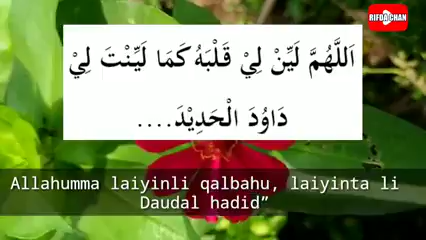 RIFDA CHAN
اَللَّهُمَّ لَيِّنْ لِيْ قَلْبَهُ كَمَا لَيَّنْتَ لِيْ
دَاوُدَ الْحَدِيْدَ....
Allahumma laiyinli qalbahu, laiyinta li
Daudal hadid”